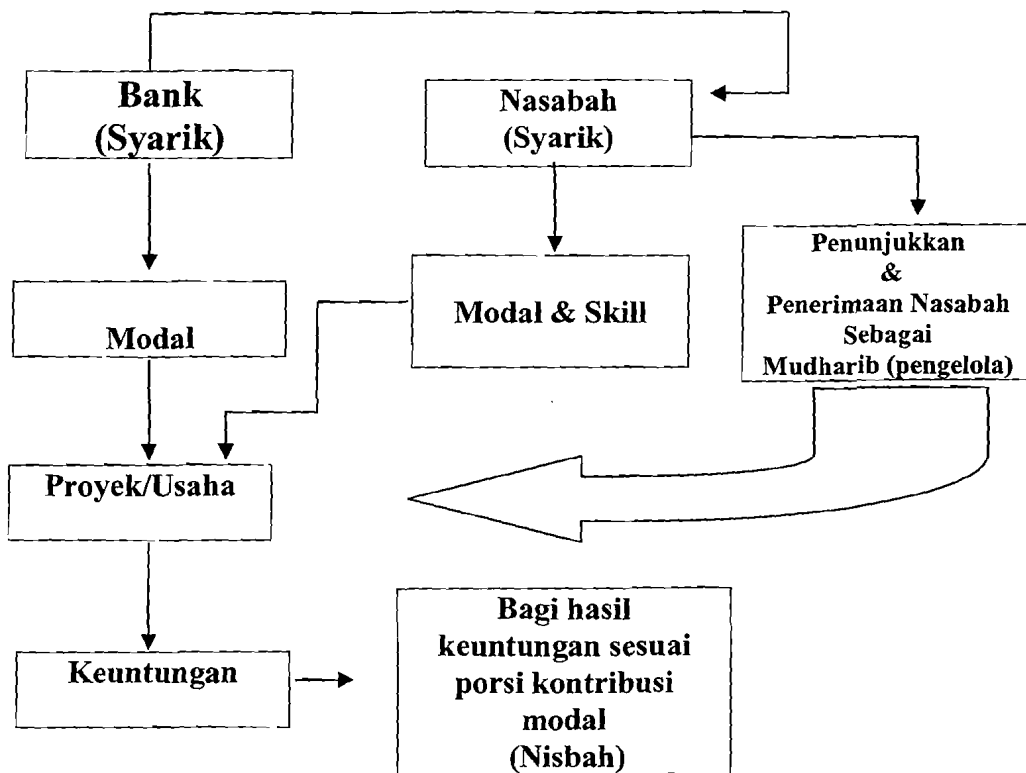 Bank
(Syarik)
Nasabah
(Syarik)
Penunjukkan
&
Penerimaan Nasabah
Sebagai
Mudharib (pengelola)
Modal
Modal & Skill
Proyek/Usaha
Keuntungan
Bagi hasil
keuntungan sesuai
porsi kontribusi
modal
(Nisbah)